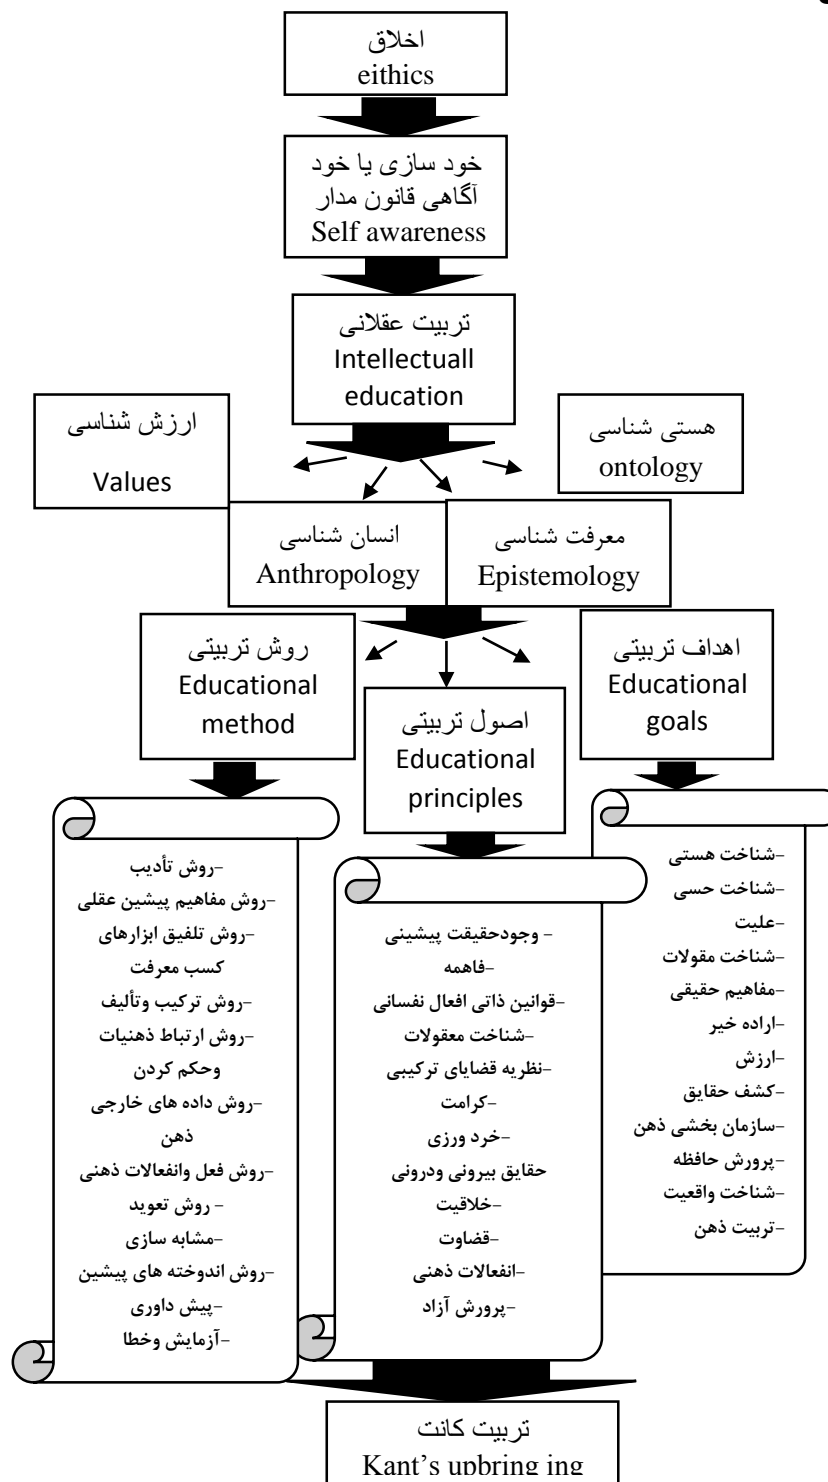 اخلاق
eithics
خود سازی یا خود
آگاهی قانون مدار
Self awareness
تربیت عقلانی
Intellectuall
education
هستی شناسی
ontology
ارزش شناسی
Values
معرفت شناسی
Epistemology
انسان شناسی
Anthropology
اهداف تربیتی
Educational
goals
اصول تربیتی
Educational
principles
روش تربیتی
Educational
method
-شناخت هستی
-شناخت حسی
-علیت
-شناخت مقولات
-مفاهیم حقیقی
-اراده خیر
-ارزش
-کشف حقایق
-سازمان بخشی ذهن
-پرورش حافظه
-شناخت واقعیت
-تربیت ذهن
- وجودحقیقت پیشینی
-فاهمه
-قوانین ذاتی افعال نفسانی
-شناخت معقولات
-نظریه قضایای ترکیبی
-کرامت
-خرد ورزی
حقایق بیرونی ودرونی
-خلاقیت
-قضاوت
-انفعالات ذهنی
-پرورش آزاد
-روش تأدیب
-روش مفاهیم پیشین عقلی
-روش تلفیق ابزارهای
کسب معرفت
-روش ترکیب وتألیف
-روش ارتباط ذهنیات
وحکم کردن
-روش داده های خارجی
ذهن
-روش فعل وانفعالات ذهنی
- روش تعوید
-مشابه سازی
-روش اندوخته های پیشین
-پیش داوری
-آزمایش وخطا
تربیت کانت
Kant's upbring ing